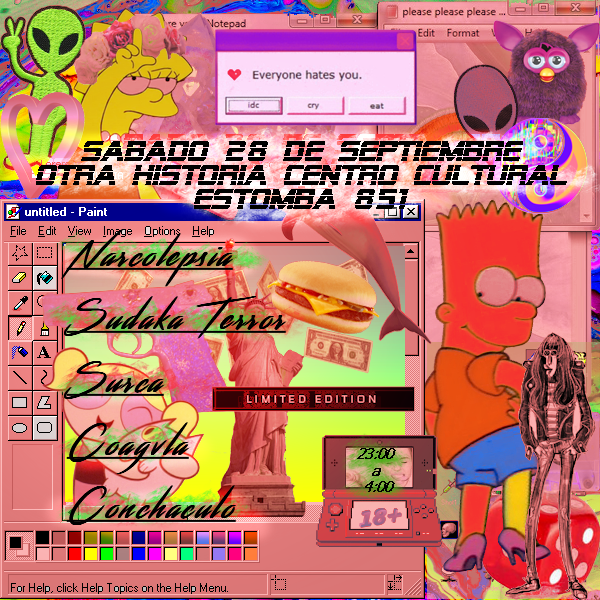 Notepad
please please please ...
Edit Format
Everyone hates you.
idc cry eat
SABADO 28 DE SEPTIEMBRE
OTRA HISTORIA CENTRO CULTURAL
ESTOMBA 851
untitled - Paint
File Edit View Image Options Help
Narcolepsia
Sudaka Terror
Surca
Coagvla
Conchaculo
LIMITED EDITION
23:00
a
4:00
18+
For Help, click Help Topics on the Help Menu.